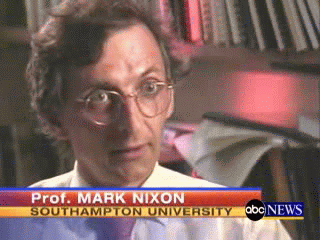 Prof. MARK NIXON
SOUTHAMPTON UNIVERSITY
abc NEWS